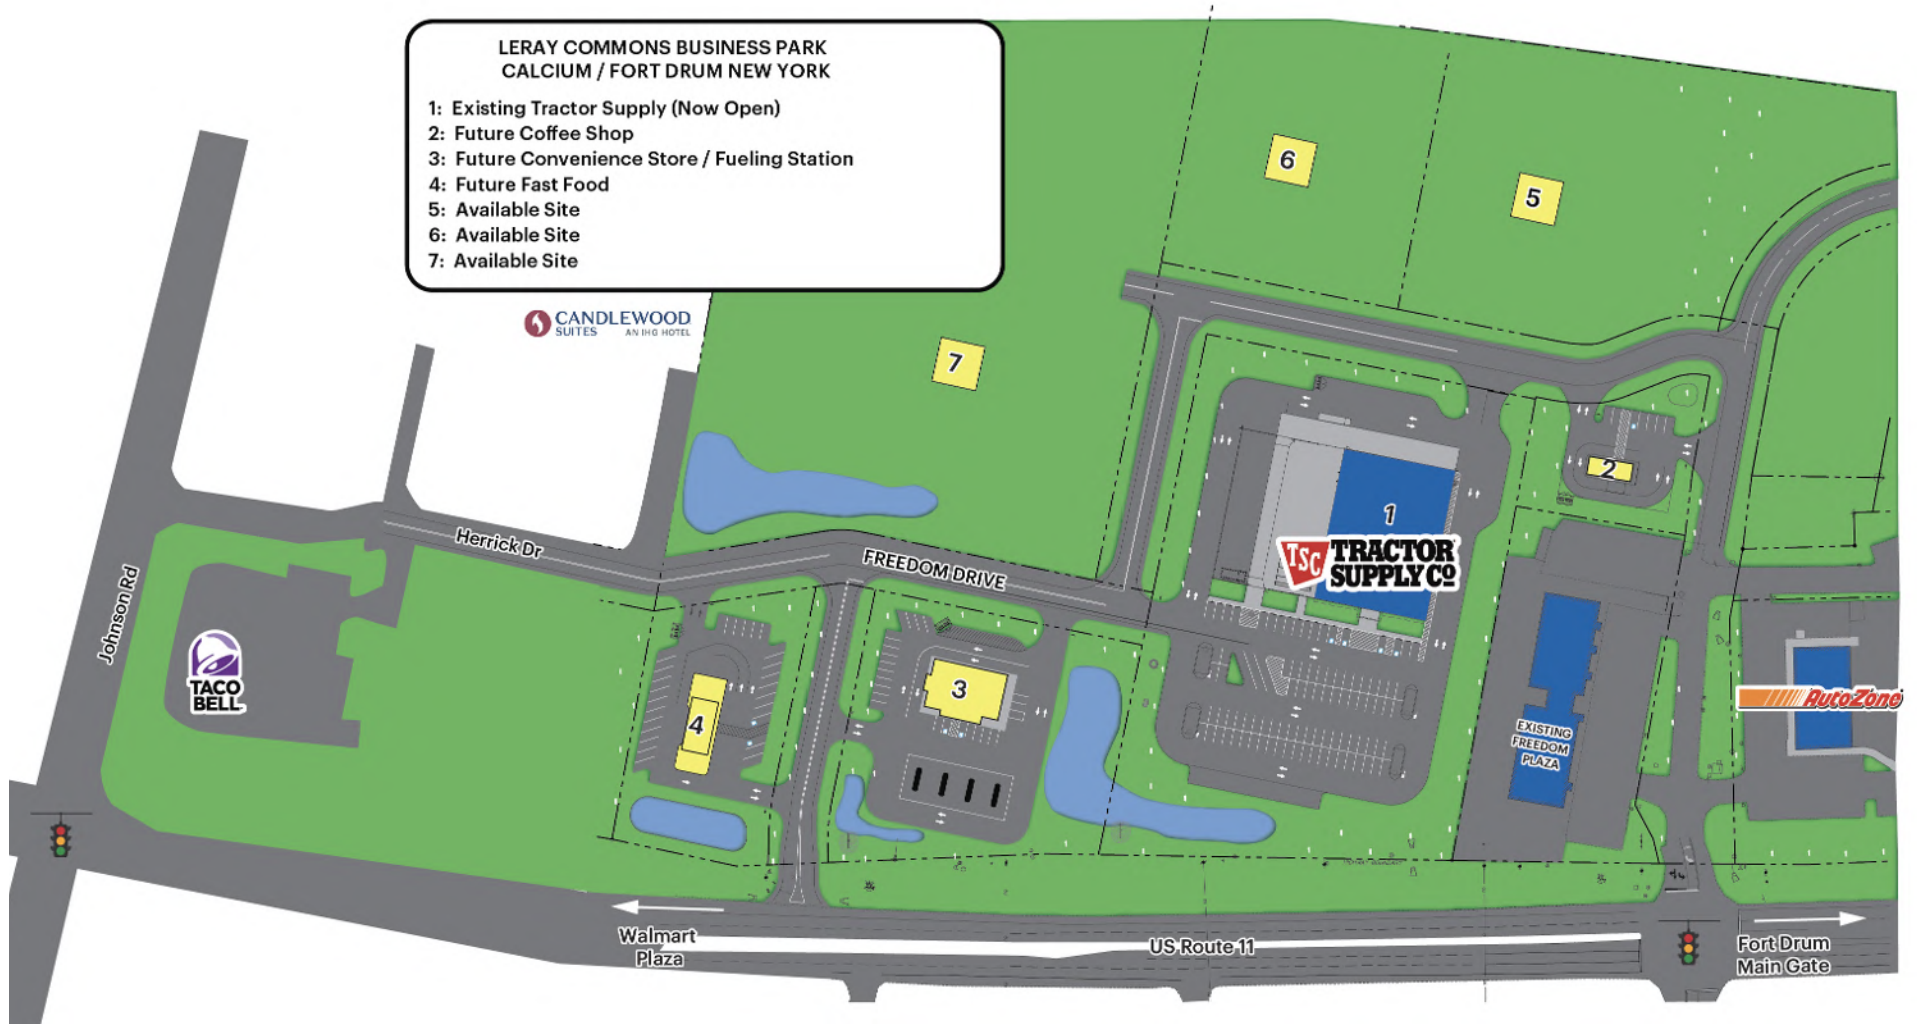 LERAY COMMONS BUSINESS PARK
CALCIUM / FORT DRUM NEW YORK
1: Existing Tractor Supply (Now Open)
2: Future Coffee Shop
3: Future Convenience Store / Fueling Station
4: Future Fast Food
5: Available Site
6: Available Site
7: Available Site
CANDLEWOOD
SUITES
AN IHG HOTEL
6
5
7
2
1
TSC
TRACTOR
SUPPLY CO
Herrick Dr
FREEDOM DRIVE
Johnson Rd
TACO
BELL
4
3
EXISTING
FREEDOM
PLAZA
AutoZone
Walmart
Plaza
US Route 11
Fort Drum
Main Gate